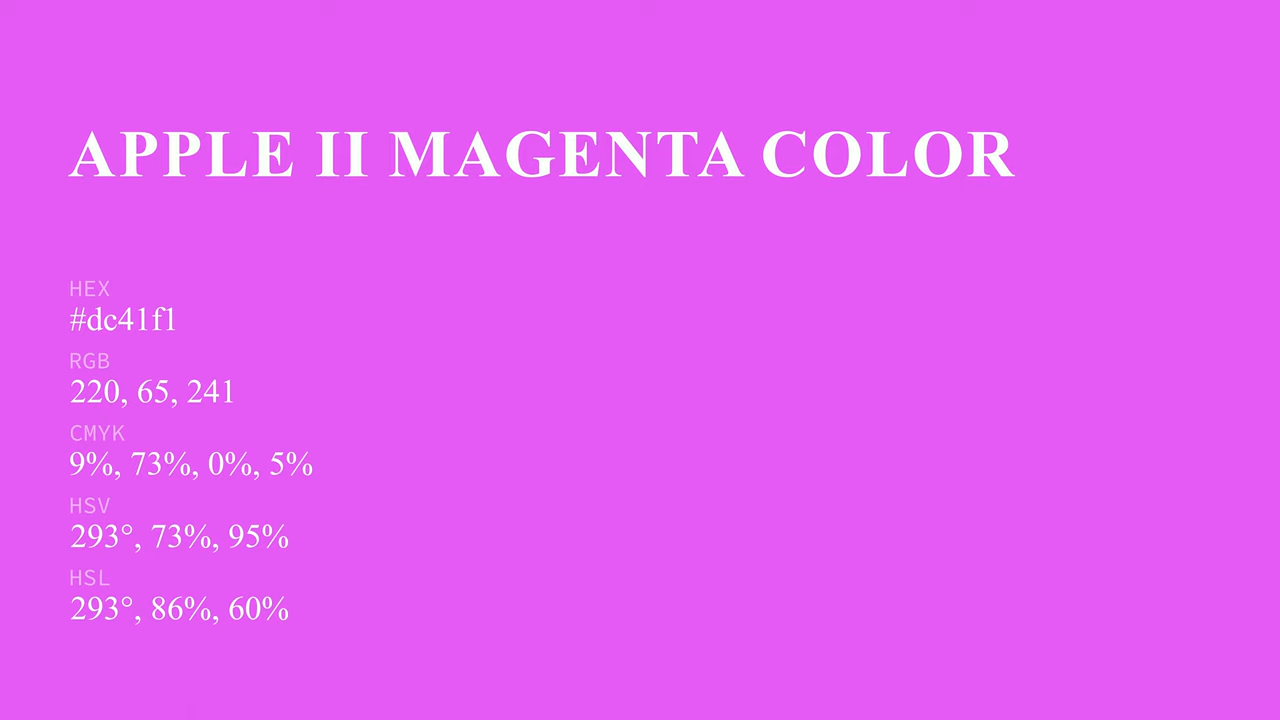 APPLE II MAGENTA COLOR
HEX
#dc41f1
RGB
220, 65, 241
CMYK
9%, 73%, 0%, 5%
HSV
293°, 73%, 95%
HSL
293°, 86%, 60%